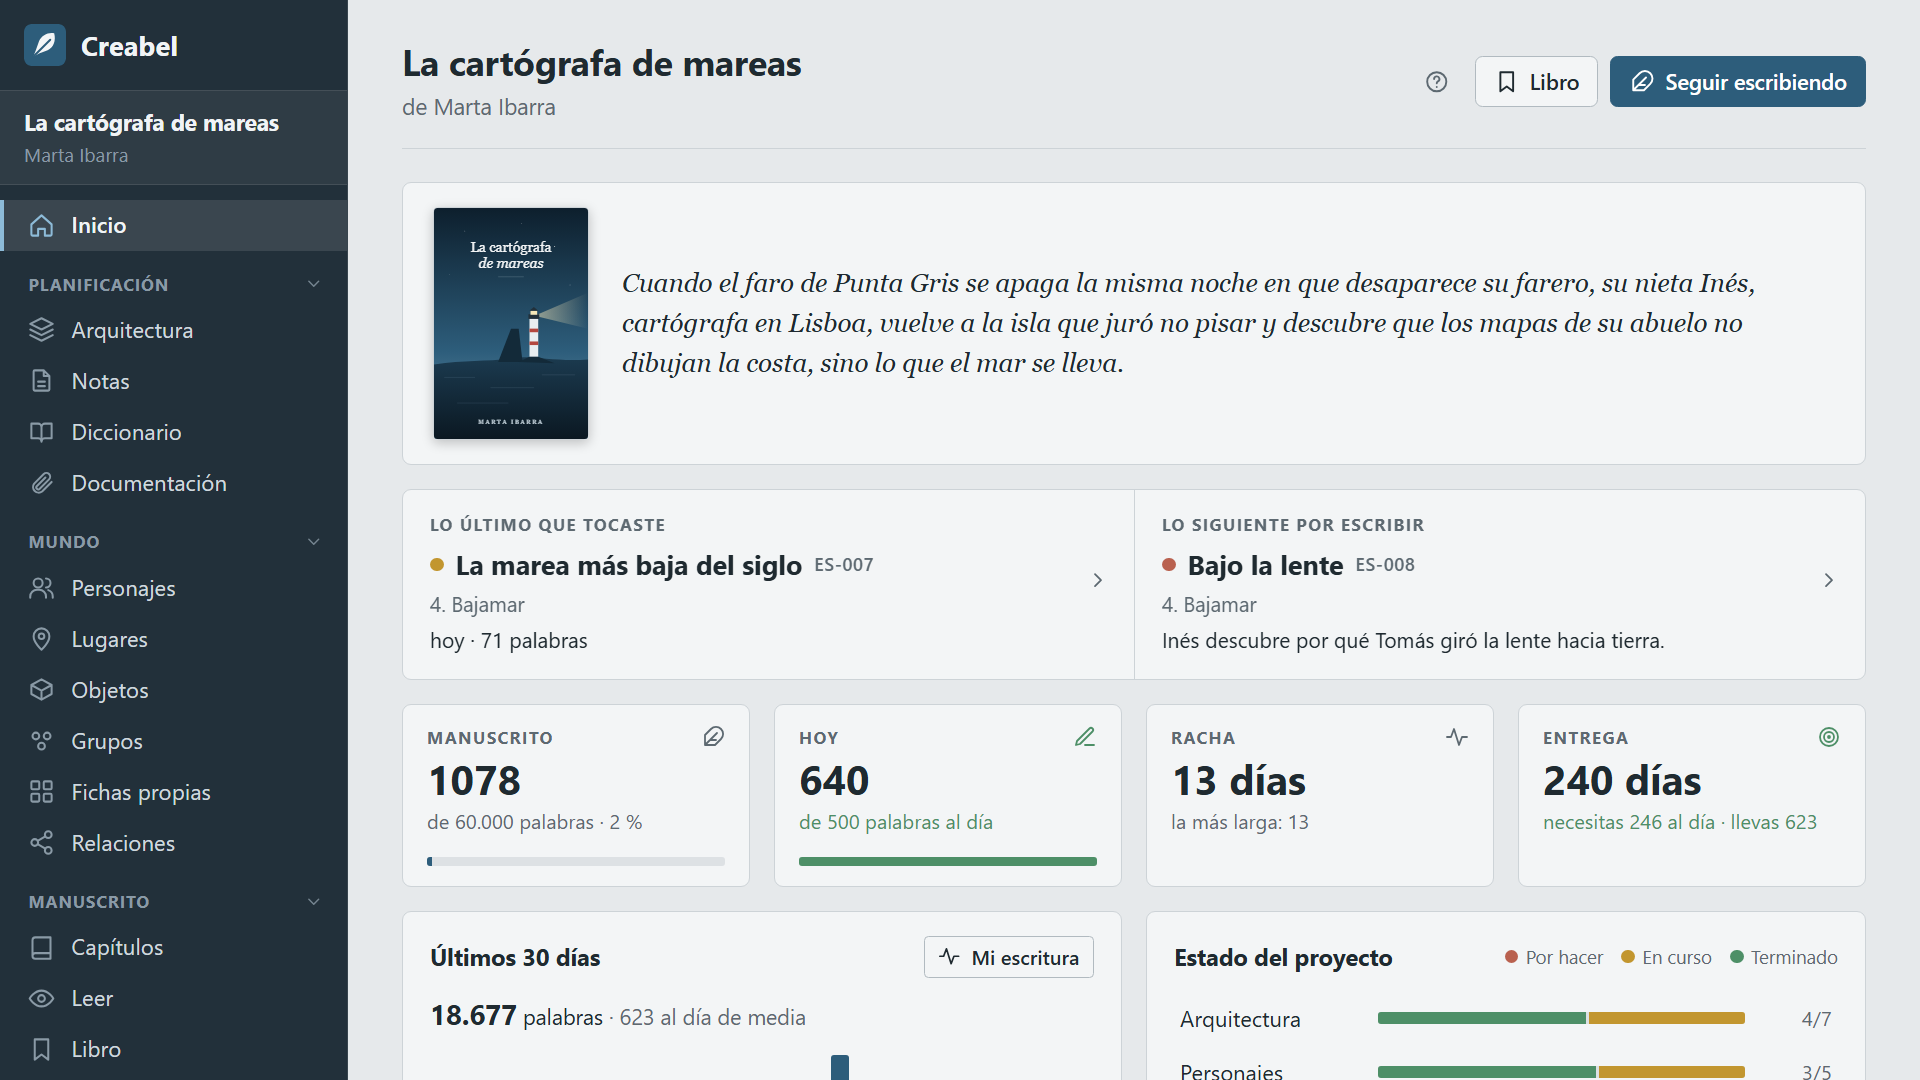 Creabel
La cartógrafa de mareas
Marta Ibarra
Inicio
PLANIFICACIÓN
Arquitectura
Notas
Diccionario
Documentación
MUNDO
Personajes
Lugares
Objetos
Grupos
Fichas propias
Relaciones
MANUSCRITO
Capítulos
Leer
Libro
La cartógrafa de mareas
de Marta Ibarra
Libro
Seguir escribiendo
La cartógrafa
de mareas
MARTA IBARRA
Cuando el faro de Punta Gris se apaga la misma noche en que desaparece su farero, su nieta Inés,
cartógrafa en Lisboa, vuelve a la isla que juró no pisar y descubre que los mapas de su abuelo no
dibujan la costa, sino lo que el mar se lleva.
LO ÚLTIMO QUE TOCASTE
La marea más baja del siglo ES-007
4. Bajamar
hoy · 71 palabras
LO SIGUIENTE POR ESCRIBIR
Bajo la lente ES-008
4. Bajamar
Inés descubre por qué Tomás giró la lente hacia tierra.
MANUSCRITO
1078
de 60.000 palabras · 2 %
HOY
640
de 500 palabras al día
RACHA
13 días
la más larga: 13
ENTREGA
240 días
necesitas 246 al día · llevas 623
Últimos 30 días
Mi escritura
18.677 palabras · 623 al día de media
Estado del proyecto
Por hacer
En curso
Terminado
Arquitectura
4/7
Personajes
3/5